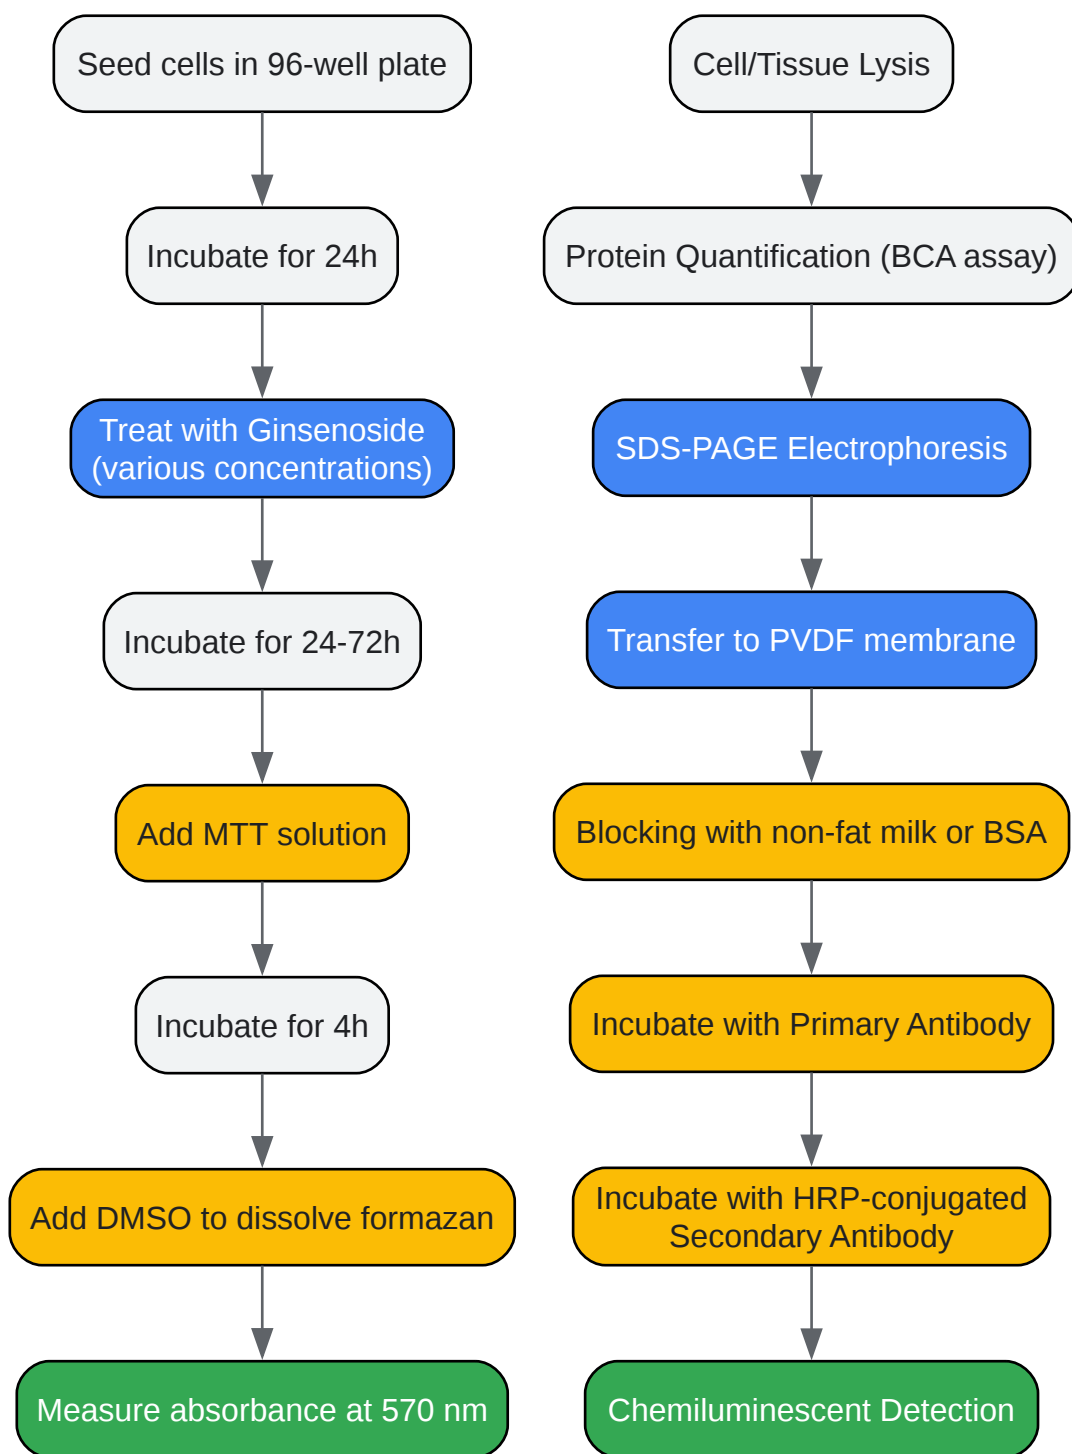 Seed cells in 96-well plate
Incubate for 24h
Treat with Ginsenoside
(various concentrations)
Incubate for 24-72h
Add MTT solution
Incubate for 4h
Add DMSO to dissolve formazan
Measure absorbance at 570 nm
Cell/Tissue Lysis
Protein Quantification (BCA assay)
SDS-PAGE Electrophoresis
Transfer to PVDF membrane
Blocking with non-fat milk or BSA
Incubate with Primary Antibody
Incubate with HRP-conjugated
Secondary Antibody
Chemiluminescent Detection